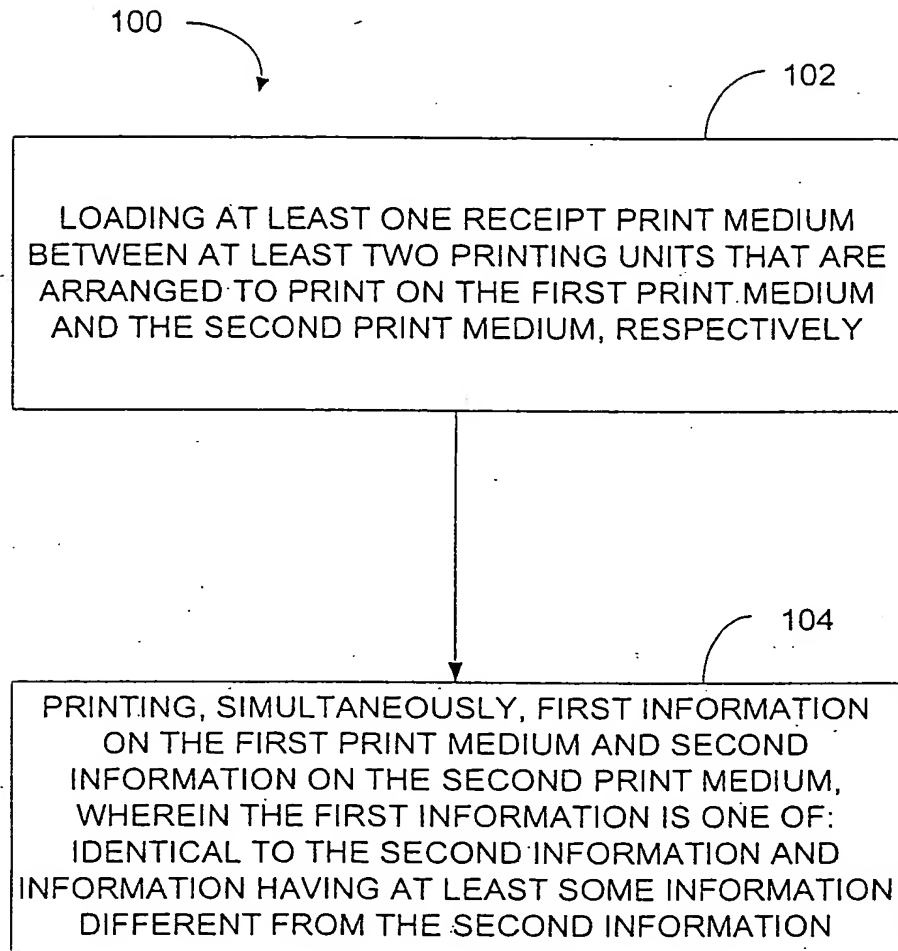 100
102
LOADING AT LEAST ONE RECEIPT PRINT MEDIUM
BETWEEN AT LEAST TWO PRINTING UNITS THAT ARE
ARRANGED TO PRINT ON THE FIRST PRINT MEDIUM
AND THE SECOND PRINT MEDIUM, RESPECTIVELY
104
PRINTING, SIMULTANEOUSLY, FIRST INFORMATION
ON THE FIRST PRINT MEDIUM AND SECOND
INFORMATION ON THE SECOND PRINT MEDIUM,
WHEREIN THE FIRST INFORMATION IS ONE OF:
IDENTICAL TO THE SECOND INFORMATION AND
INFORMATION HAVING AT LEAST SOME INFORMATION
DIFFERENT FROM THE SECOND INFORMATION